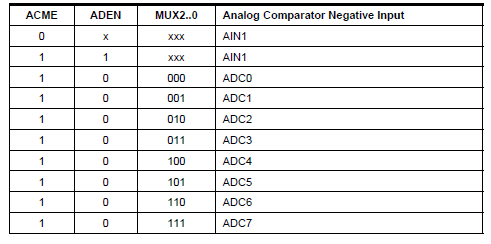 ACME ADEN MUX2..0 Analog Comparator Negative Input
0 x xxx AIN1
1 1 xxx AIN1
1 0 000 ADC0
1 0 001 ADC1
1 0 010 ADC2
1 0 011 ADC3
1 0 100 ADC4
1 0 101 ADC5
1 0 110 ADC6
1 0 111 ADC7